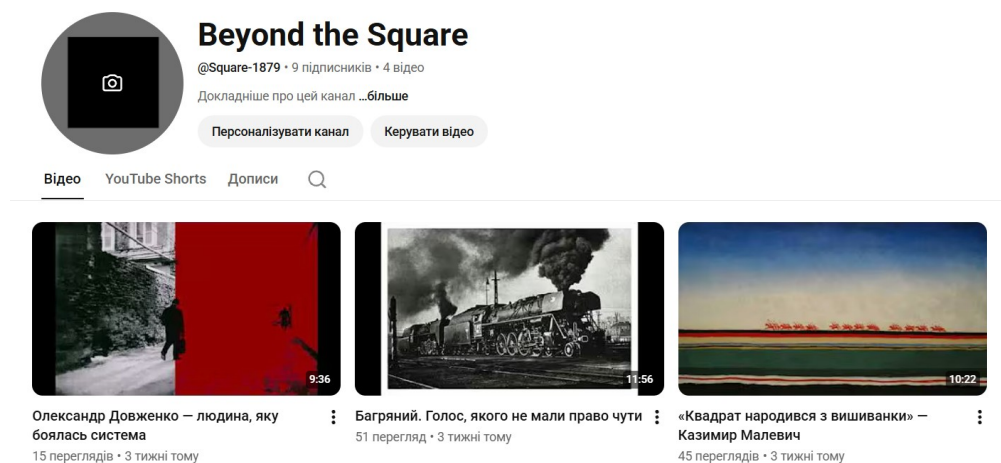 Beyond the Square
@Square-1879 • 9 підписників • 4 відео
Докладніше про цей канал ...більше
Персоналізувати канал
Керувати відео
Відео
YouTube Shorts
Дописи
9:36
11:56
10:22
Олександр Довженко — людина, яку
боялась система
15 переглядів • 3 тижні тому
Багряний. Голос, якого не мали право чути
51 перегляд • 3 тижні тому
«Квадрат народився з вишиванки» —
Казимир Малевич
45 переглядів • 3 тижні тому